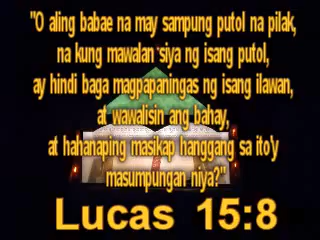 "O aling babae na may sampung putol na pilak,
na kung mawalan siya ng isang putol,
ay hindi baga magpapaningas ng isang ilawan,
at wawalisin ang bahay,
at hahanaping masikap hanggang sa ito'y
masumpungan niya?"
Lucas 15:8